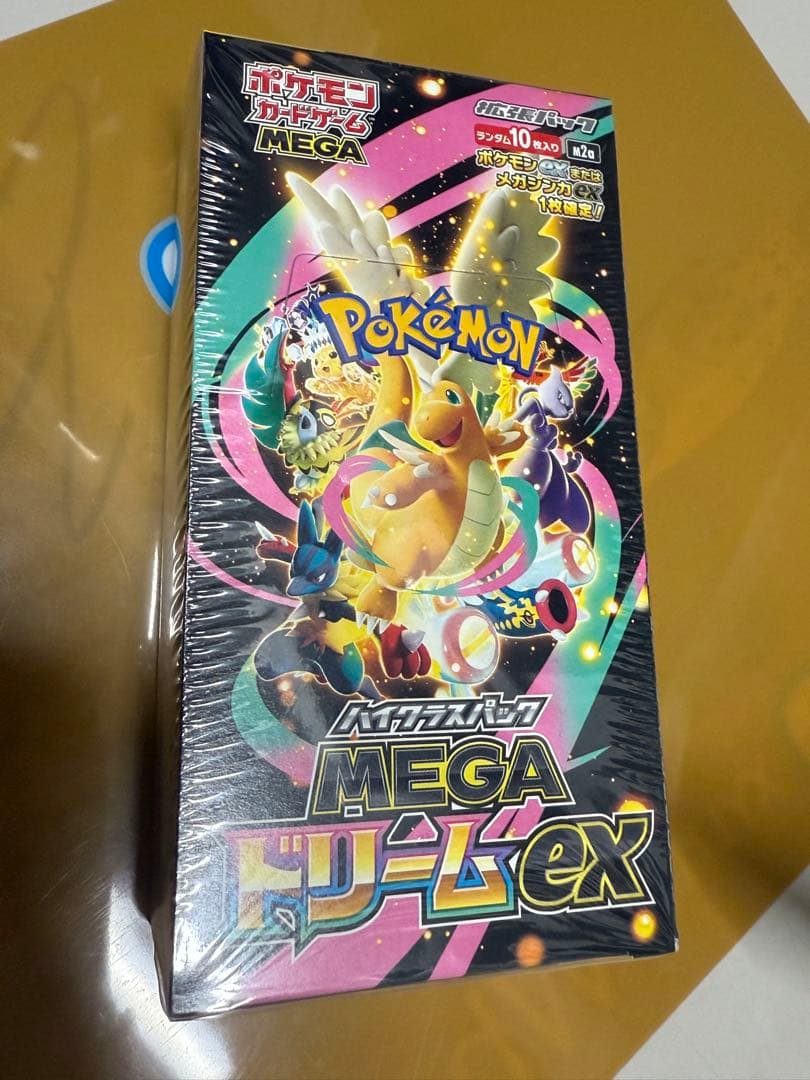 ポケモン
カードゲーム
MEGA
拡張パック
ランダム10枚入り
M2a
ポケモンexまたは
メガシンカex
1枚確定!
POKéMON
ハイクラスパック
MEGA
ドリームex